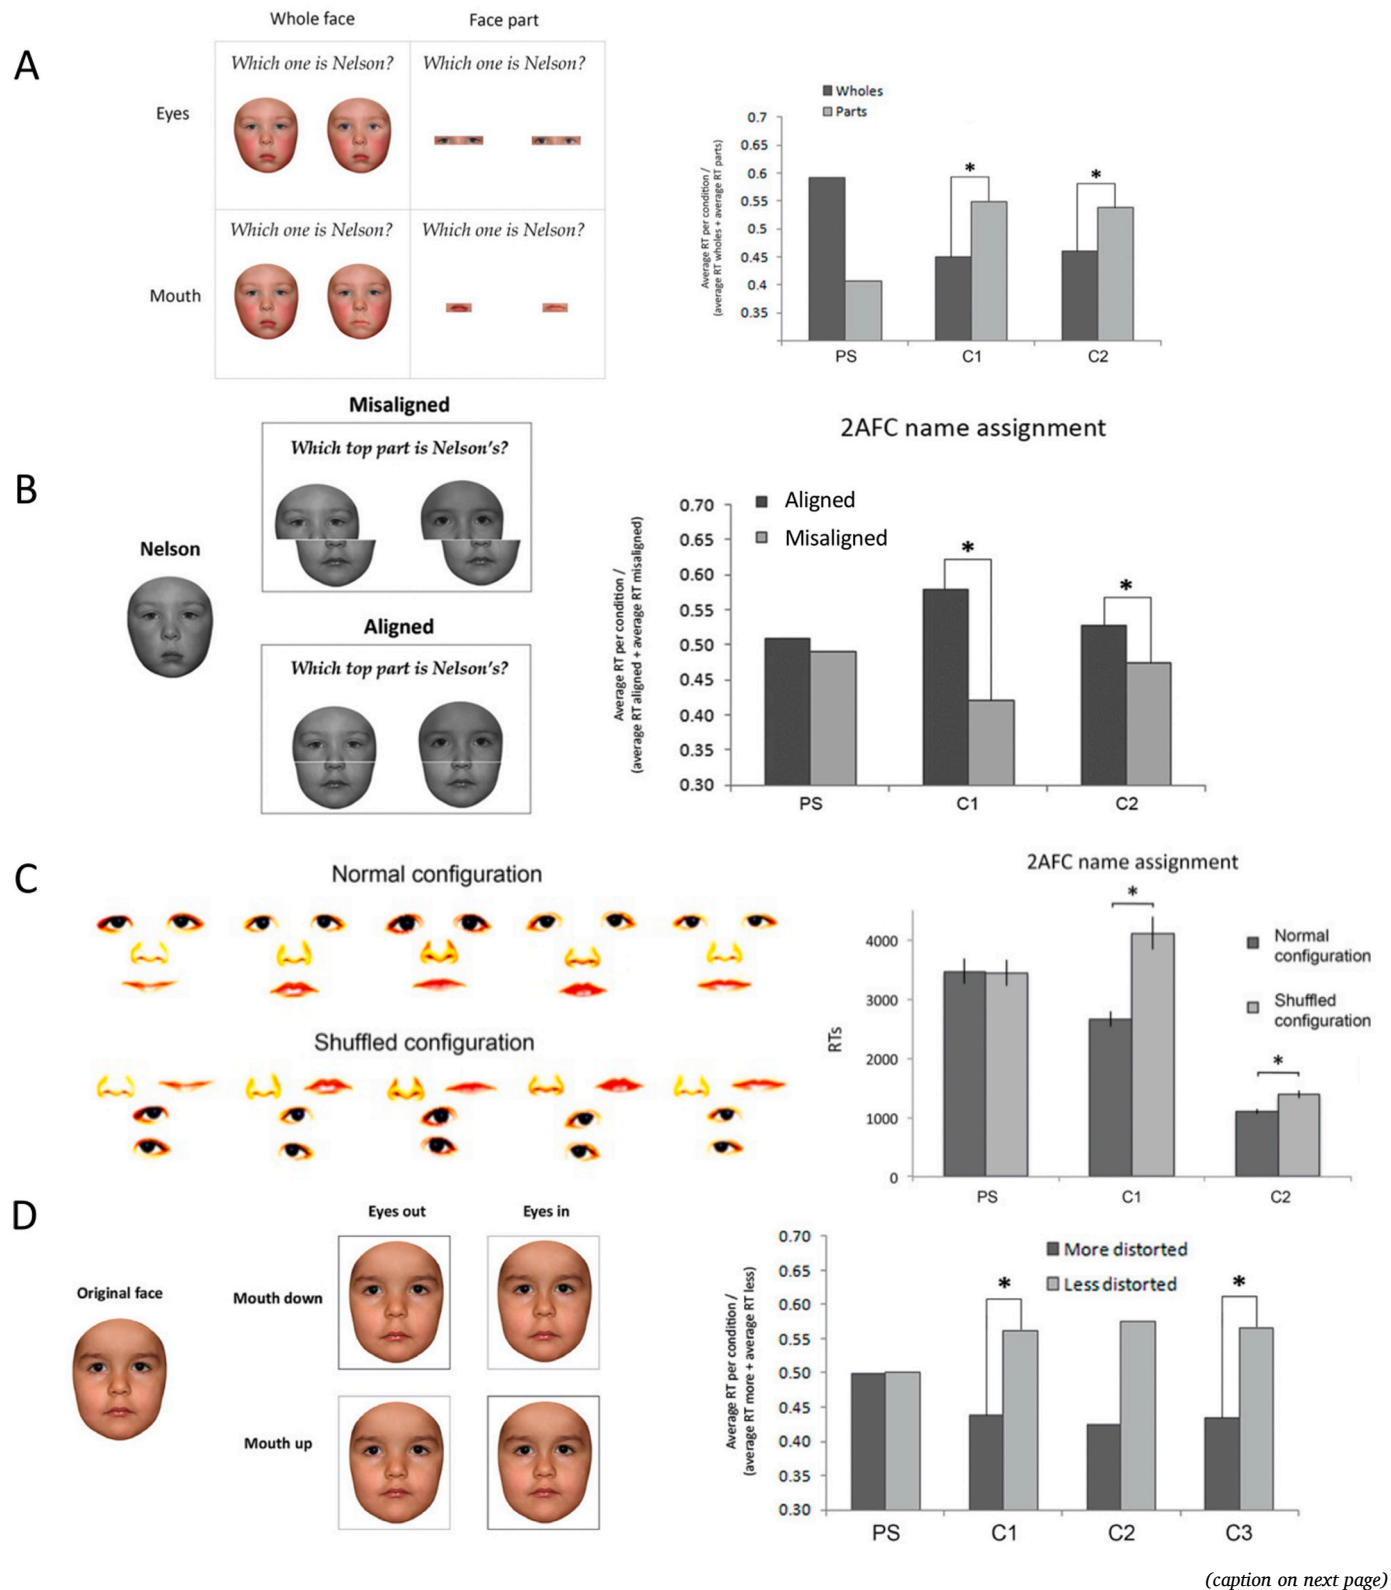 A
Whole face
Face part
Eyes
Mouth
Which one is Nelson?
Which one is Nelson?
Which one is Nelson?
Which one is Nelson?
Wholes
Parts
Average RT per condition /
(average RT wholes + average RT parts)
0.7
0.65
0.6
0.55
0.5
0.45
0.4
0.35
*
*
PS
C1
C2
B
Nelson
Misaligned
Which top part is Nelson's?
Aligned
Which top part is Nelson's?
2AFC name assignment
Aligned
Misaligned
Average RT per condition /
(average RT aligned + average RT misaligned)
0.70
0.65
0.60
0.55
0.50
0.45
0.40
0.35
0.30
*
*
PS
C1
C2
C
Normal configuration
Shuffled configuration
2AFC name assignment
Normal
configuration
Shuffled
configuration
RTs
4000
3000
2000
1000
0
*
*
PS
C1
C2
D
Original face
Eyes out
Eyes in
Mouth down
Mouth up
More distorted
Less distorted
Average RT per condition /
(average RT more + average RT less)
0.70
0.65
0.60
0.55
0.50
0.45
0.40
0.35
0.30
*
*
PS
C1
C2
C3
(caption on next page)